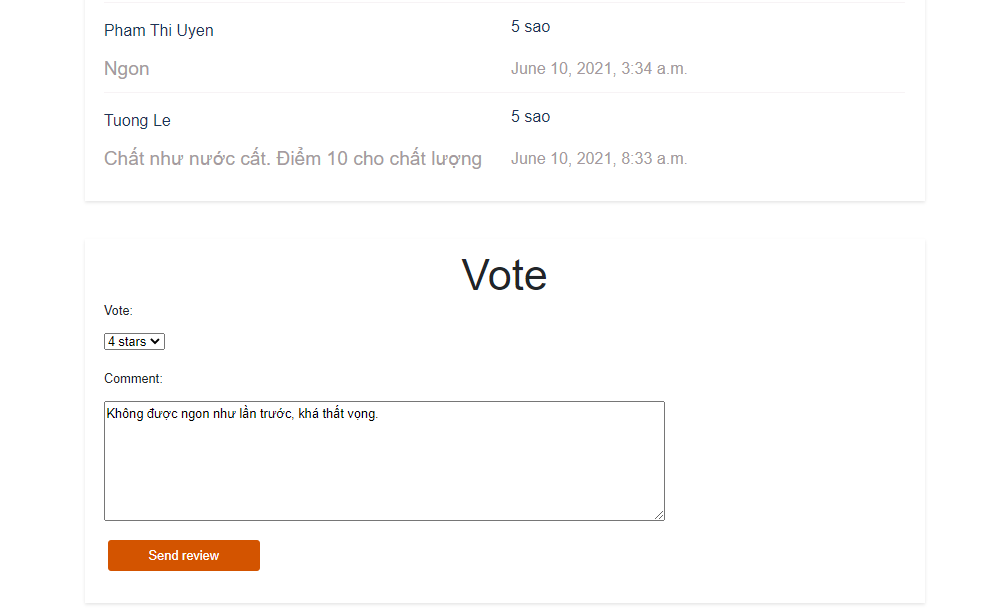 Pham Thi Uyen
5 sao
Ngon
June 10, 2021, 3:34 a.m.
Tuong Le
5 sao
Chất như nước cất. Điểm 10 cho chất lượng
June 10, 2021, 8:33 a.m.
Vote
Vote:
4 stars
Comment:
Không được ngon như lần trước, khá thất vọng.
Send review